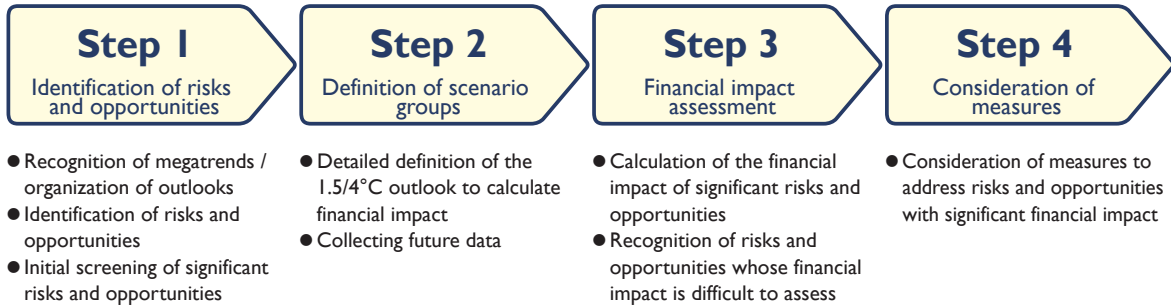 Step 1
Identification of risks
and opportunities
● Recognition of megatrends /
organization of outlooks
● Identification of risks and
opportunities
● Initial screening of significant
risks and opportunities
Step 2
Definition of scenario
groups
● Detailed definition of the
1.5/4°C outlook to calculate
financial impact
● Collecting future data
Step 3
Financial impact
assessment
● Calculation of the financial
impact of significant risks and
opportunities
● Recognition of risks and
opportunities whose financial
impact is difficult to assess
Step 4
Consideration of
measures
● Consideration of measures to
address risks and opportunities
with significant financial impact